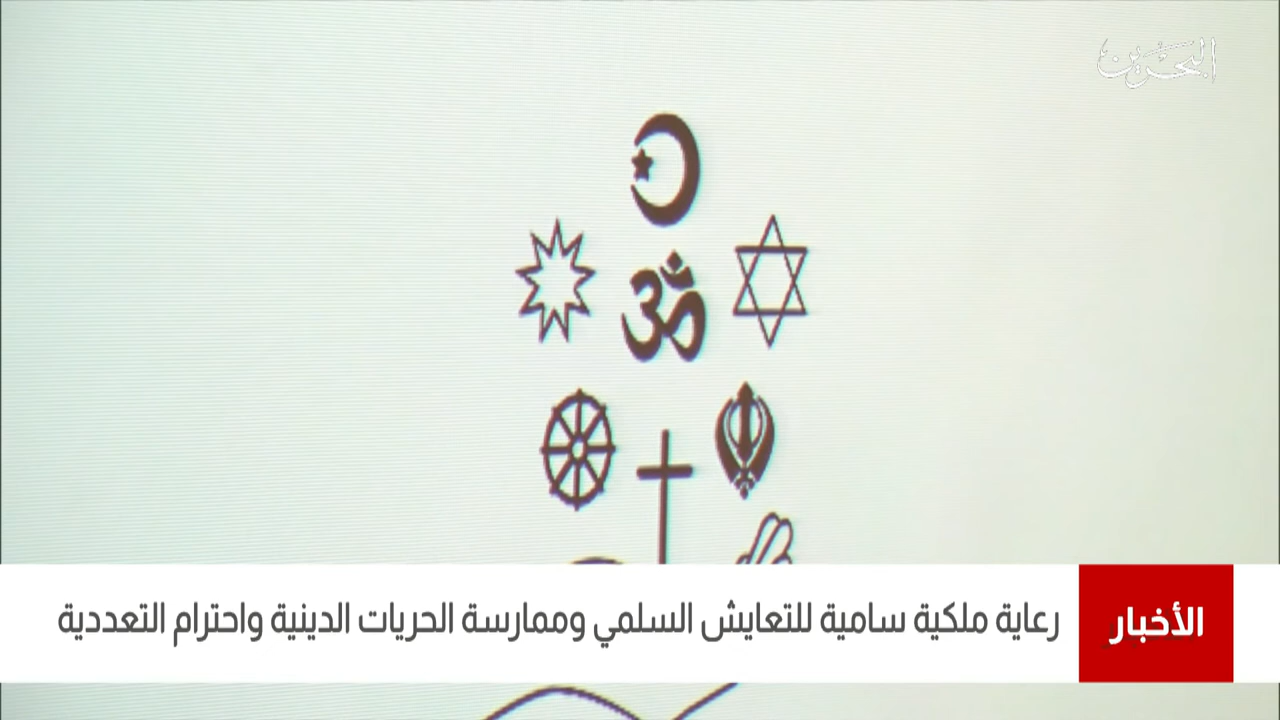 البحرين
ॐ
رعاية ملكية سامية للتعايش السلمي وممارسة الحريات الدينية واحترام التعددية
الأخبار